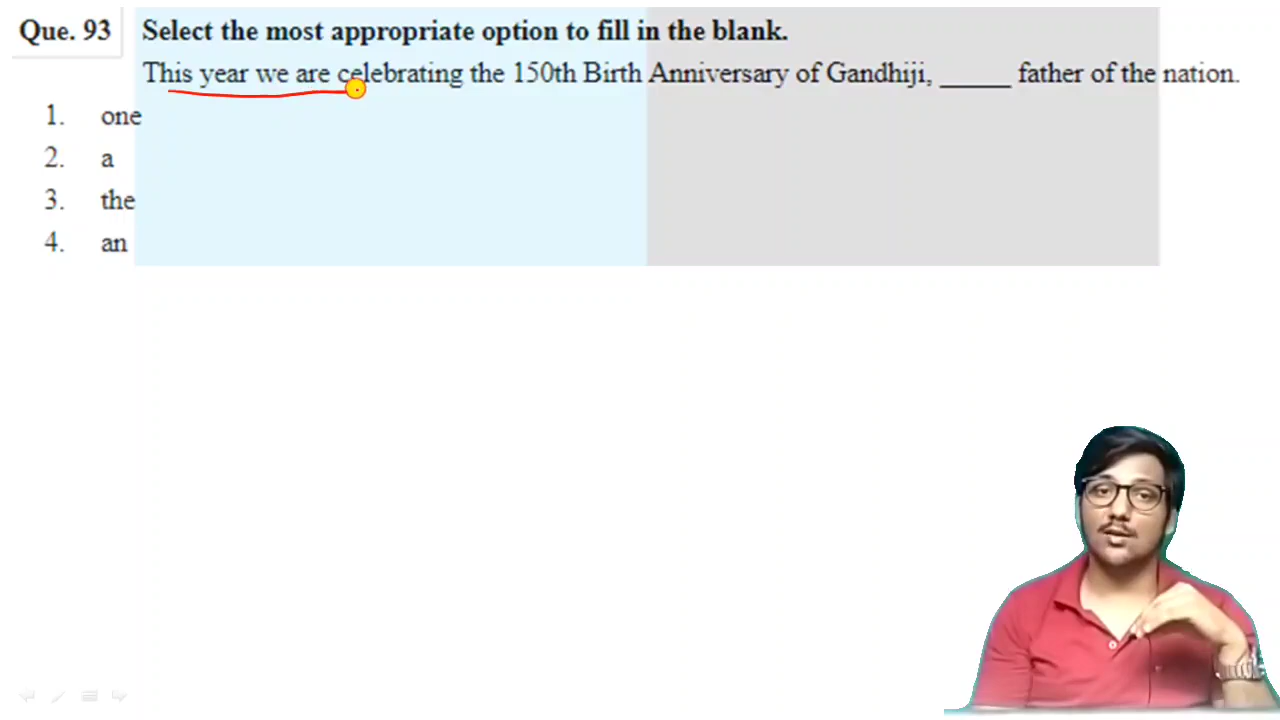 Que. 93 Select the most appropriate option to fill in the blank.
This year we are celebrating the 150th Birth Anniversary of Gandhiji, _____ father of the nation.
1. one
2. a
3. the
4. an